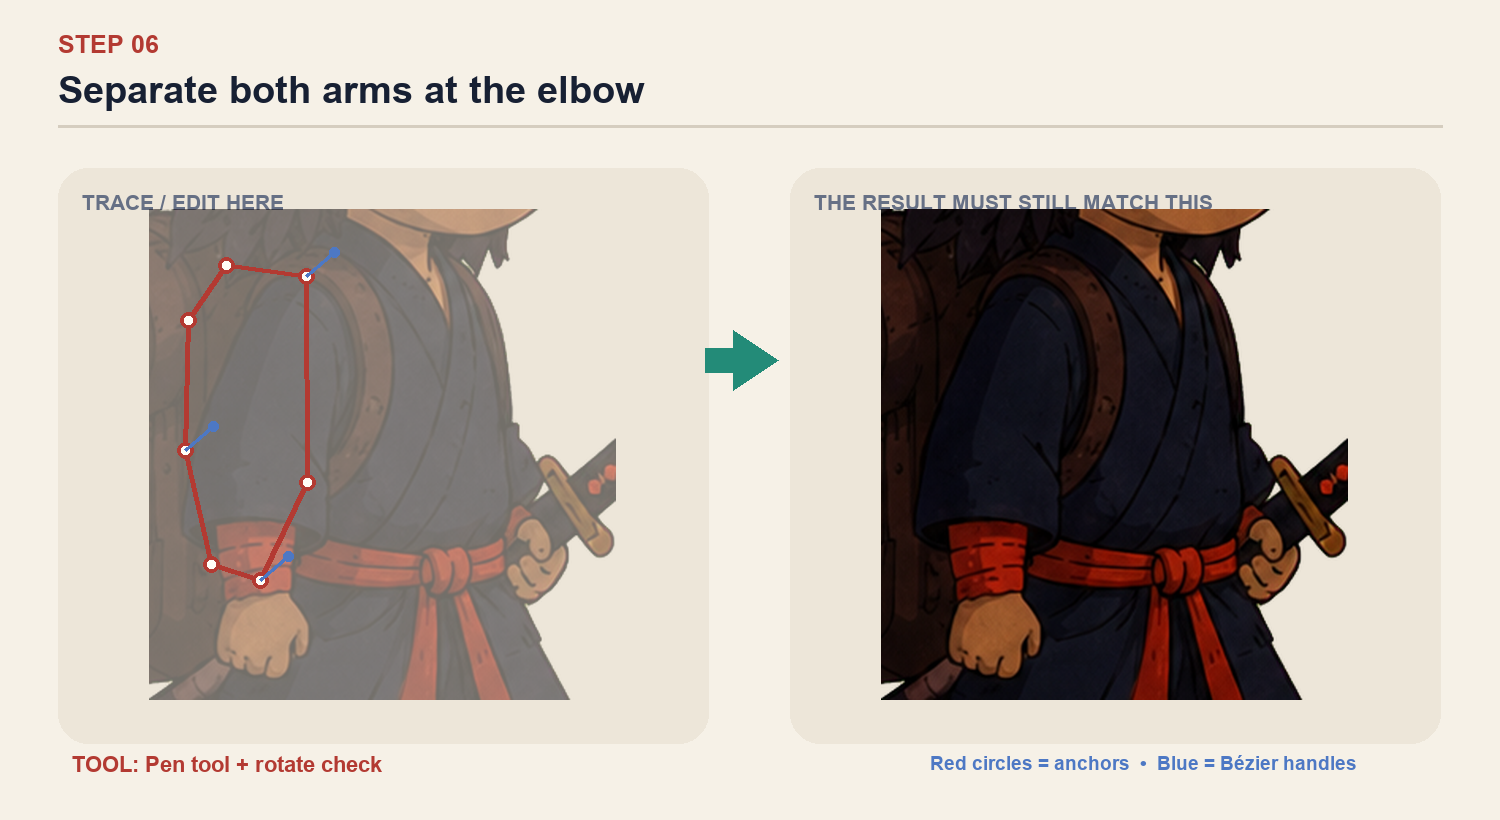 STEP 06
Separate both arms at the elbow
TRACE / EDIT HERE
THE RESULT MUST STILL MATCH THIS
TOOL: Pen tool + rotate check
Red circles = anchors • Blue = Bézier handles